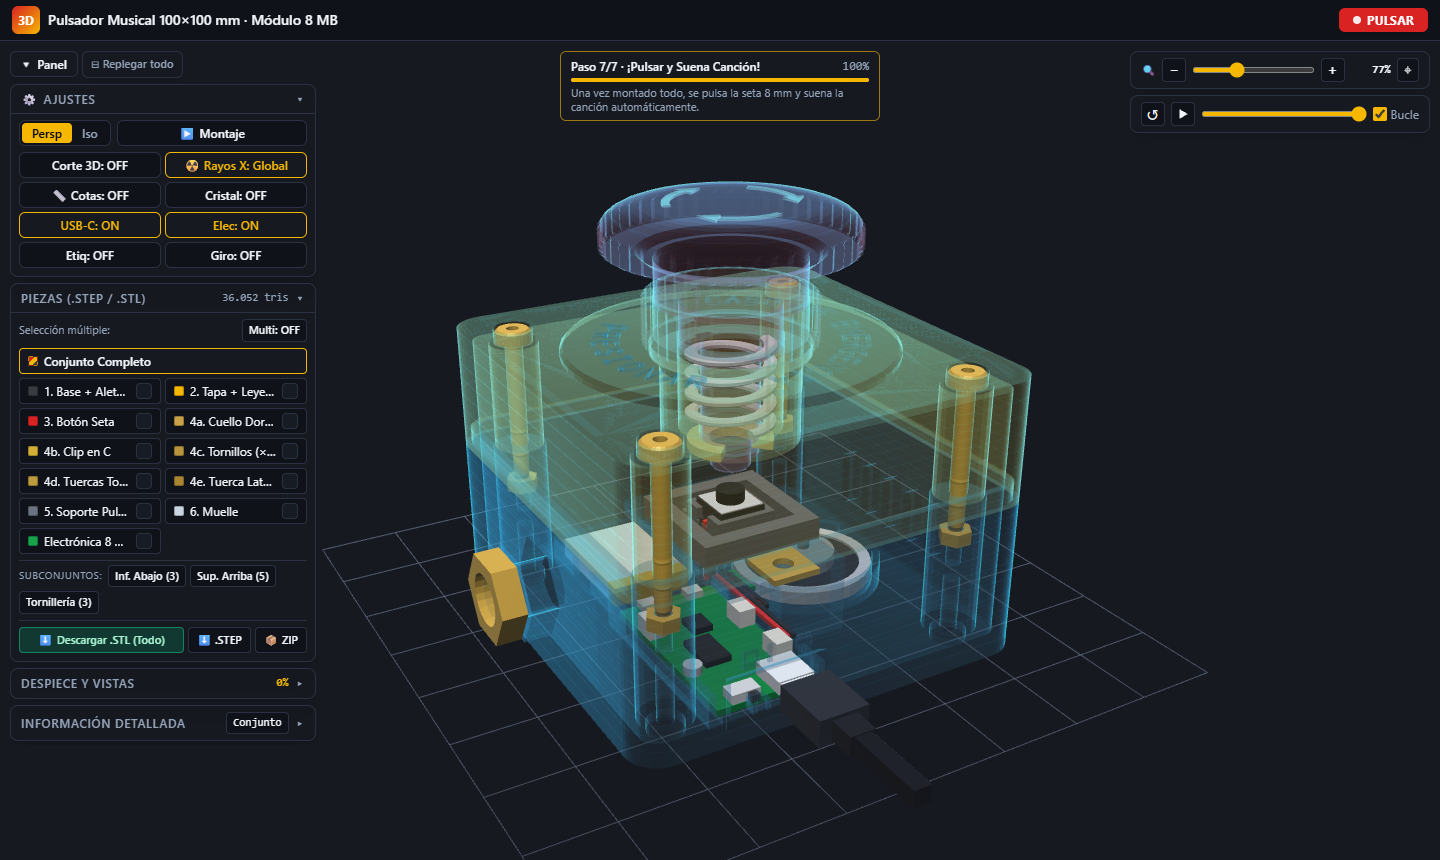 3D Pulsador Musical 100×100 mm · Módulo 8 MB
PULSAR
Panel
Replegar todo
AJUSTES
Persp
Iso
Montaje
Corte 3D: OFF
Rayos X: Global
Cotas: OFF
Cristal: OFF
USB-C: ON
Elec: ON
Etiq: OFF
Giro: OFF
PIEZAS (.STEP / .STL)
36.052 tris
Selección múltiple:
Multi: OFF
Conjunto Completo
1. Base + Alet...
2. Tapa + Leye...
3. Botón Seta
4a. Cuello Dor...
4b. Clip en C
4c. Tornillos (×...
4d. Tuercas To...
4e. Tuerca Lat...
5. Soporte Pul...
6. Muelle
Electrónica 8 ...
SUBCONJUNTOS:
Inf. Abajo (3)
Sup. Arriba (5)
Tornillería (3)
Descargar .STL (Todo)
.STEP
ZIP
DESPIECE Y VISTAS
0%
INFORMACIÓN DETALLADA
Conjunto
Paso 7/7 · ¡Pulsar y Suena Canción!
100%
Una vez montado todo, se pulsa la seta 8 mm y suena la
canción automáticamente.
77%
Bucle